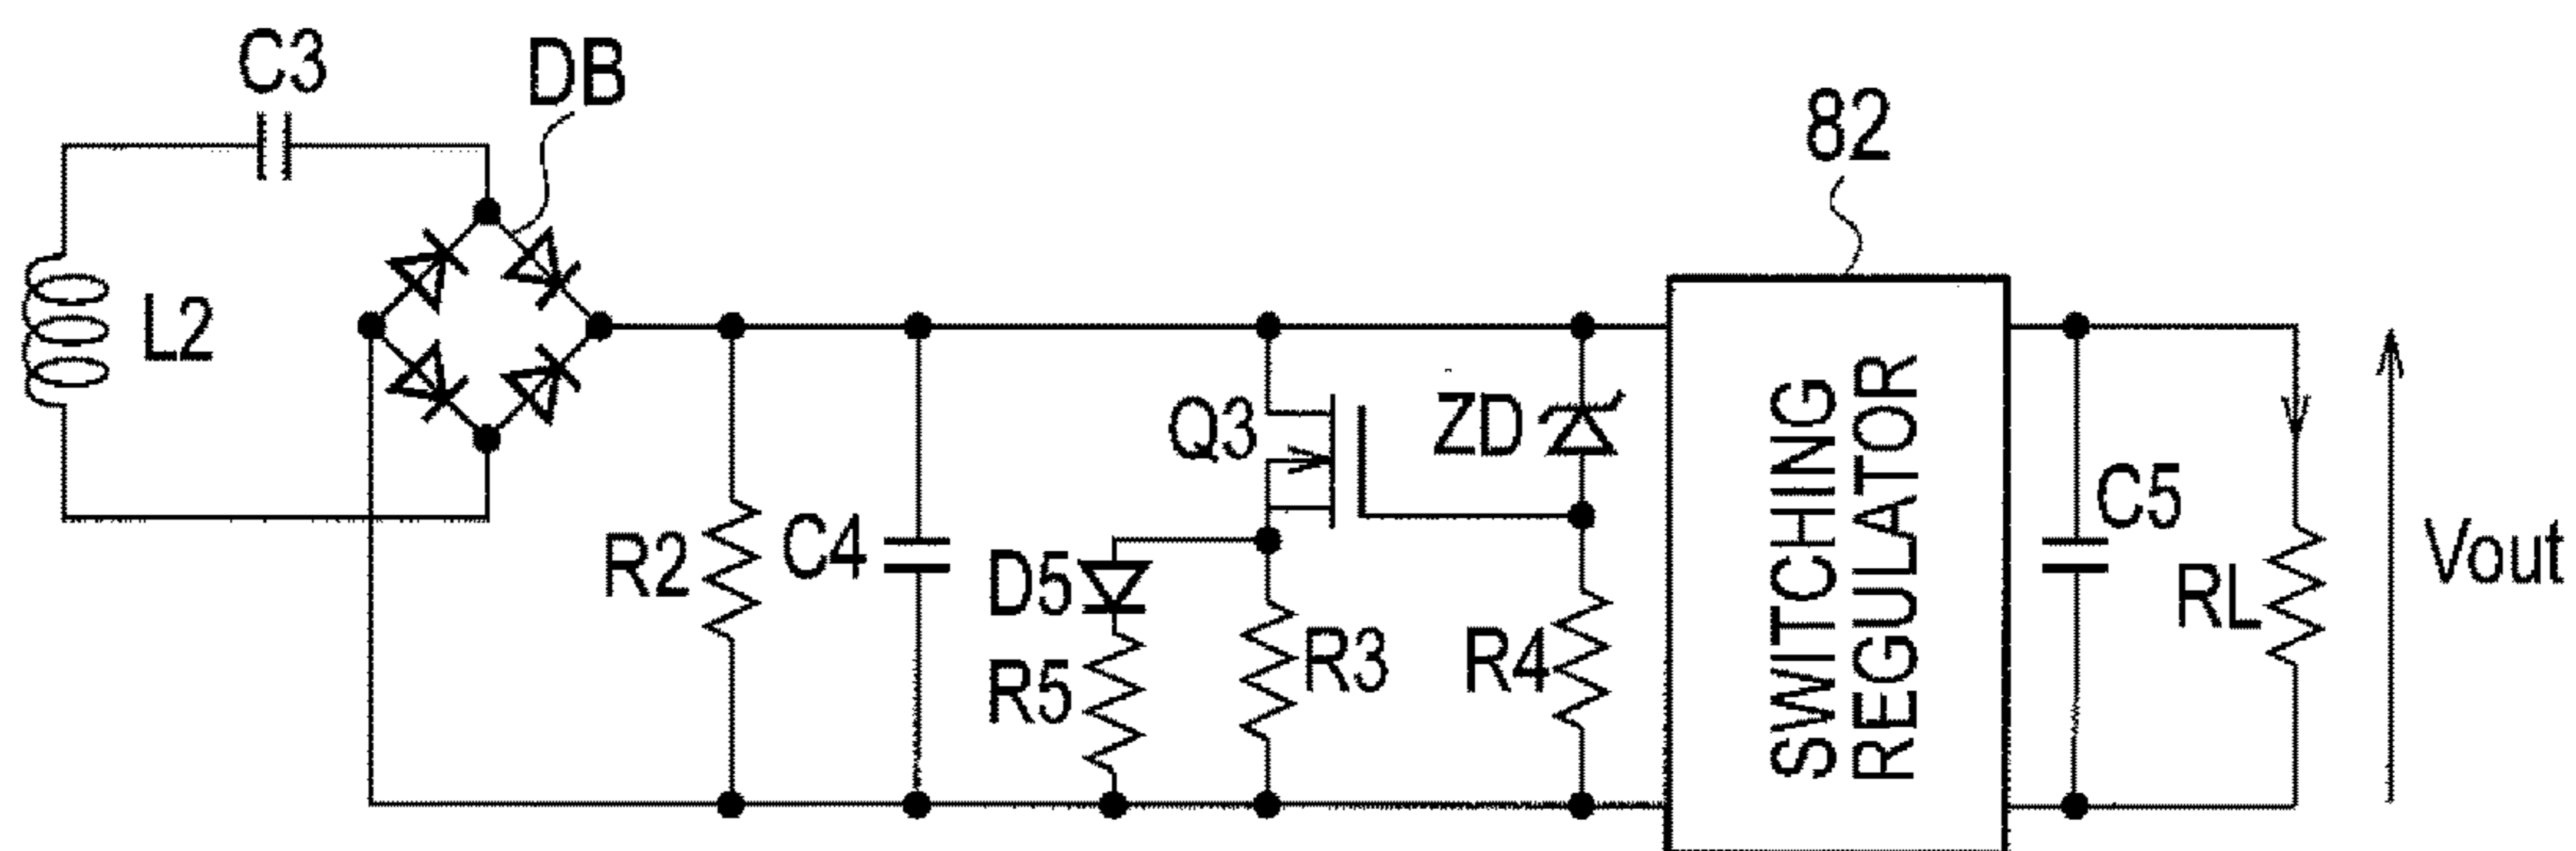 C3
DB
82
L2
Q3
ZD
R2
C4
D5
R5
R3
R4
SWITCHING
REGULATOR
C5
RL
Vout